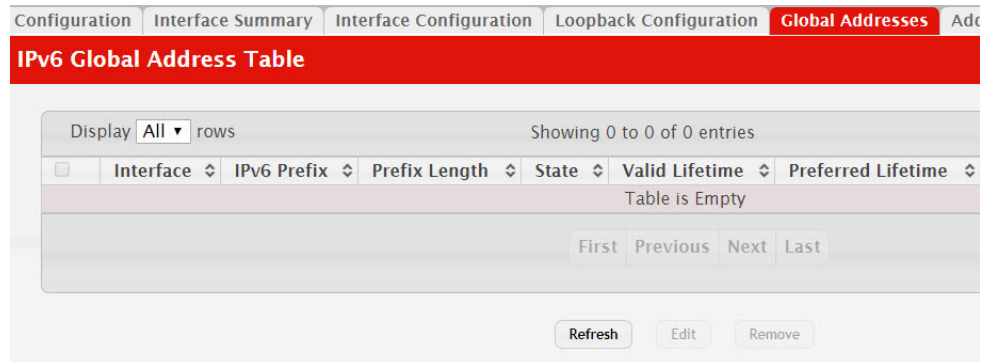 Configuration Interface Summary Interface Configuration Loopback Configuration Global Addresses
IPv6 Global Address Table
Display All rows Showing 0 to 0 of 0 entries
Interface IPv6 Prefix Prefix Length State Valid Lifetime Preferred Lifetime
Table is Empty
First Previous Next Last
Refresh Edit Remove